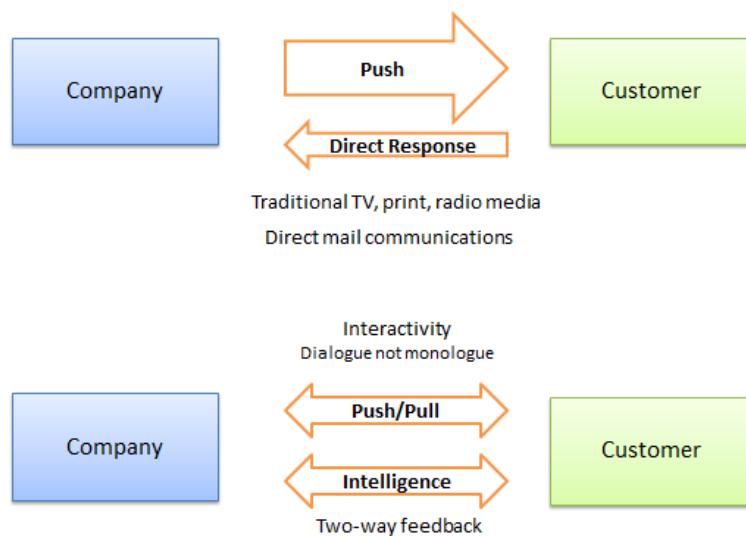 Company
Push
Customer
Direct Response
Traditional TV, print, radio media
Direct mail communications
Interactivity
Dialogue not monologue
Company
Push/Pull
Customer
Intelligence
Two-way feedback